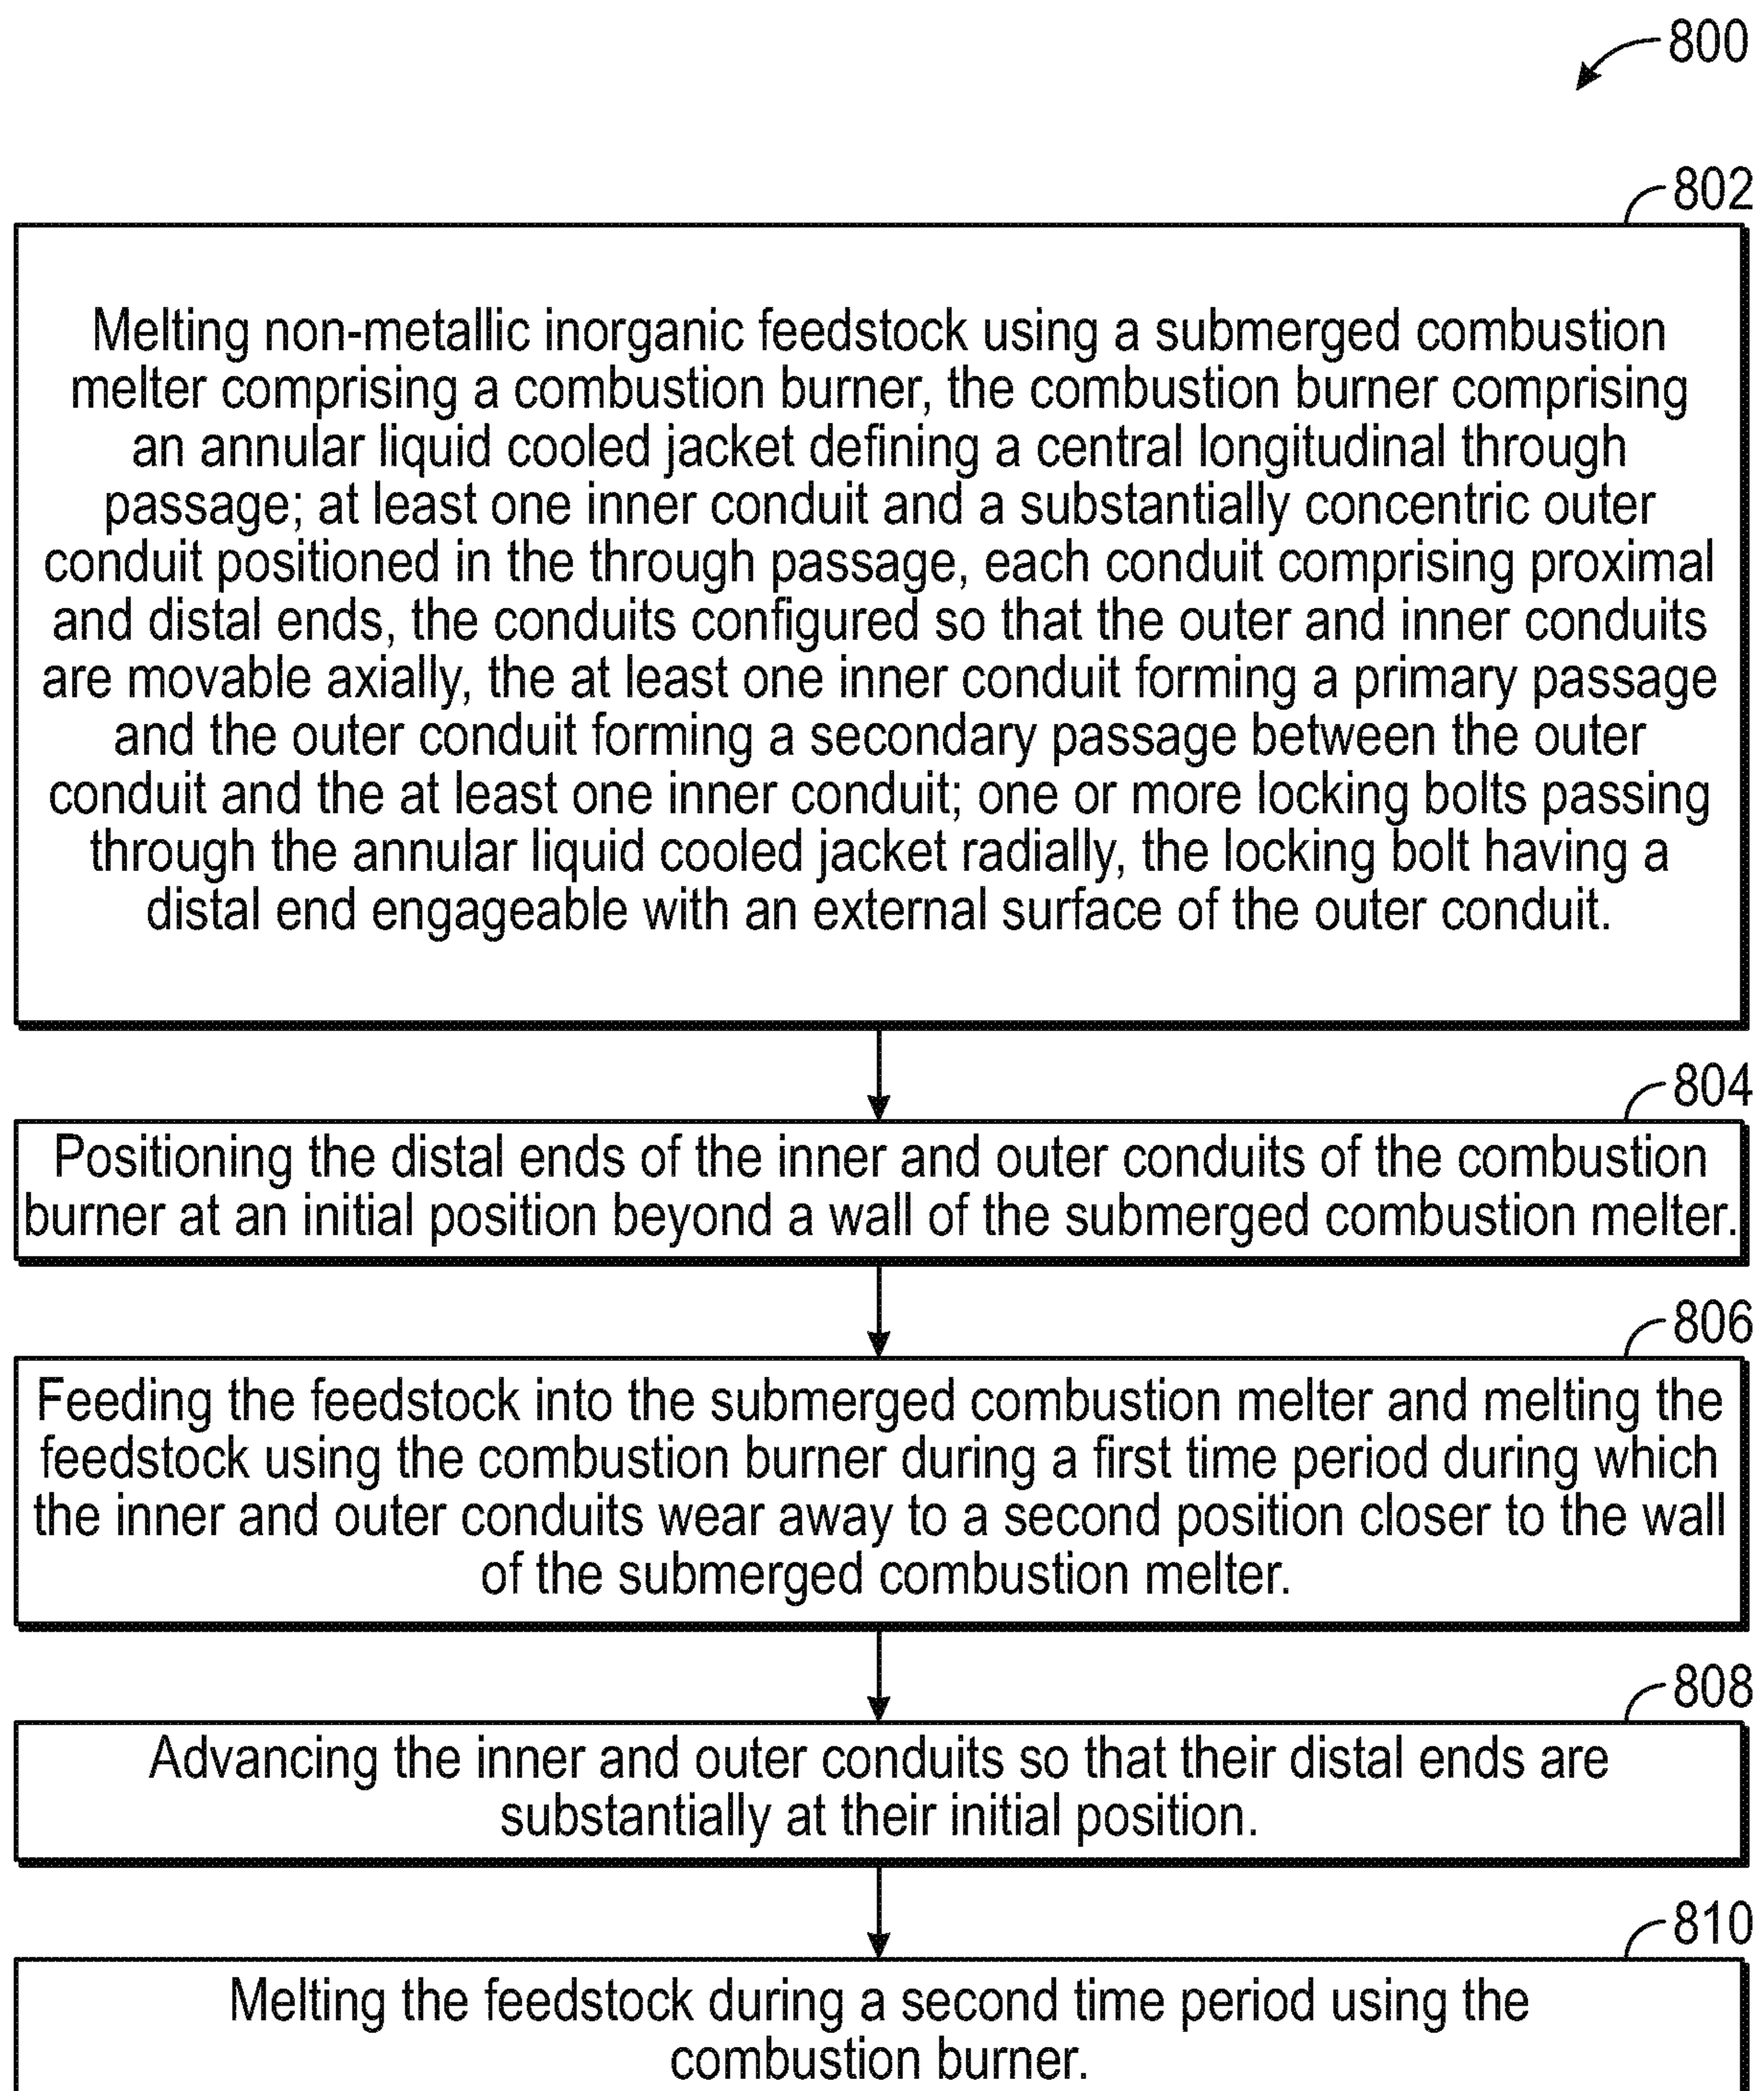 800
802
Melting non-metallic inorganic feedstock using a submerged combustion
melter comprising a combustion burner, the combustion burner comprising
an annular liquid cooled jacket defining a central longitudinal through
passage; at least one inner conduit and a substantially concentric outer
conduit positioned in the through passage, each conduit comprising proximal
and distal ends, the conduits configured so that the outer and inner conduits
are movable axially, the at least one inner conduit forming a primary passage
and the outer conduit forming a secondary passage between the outer
conduit and the at least one inner conduit; one or more locking bolts passing
through the annular liquid cooled jacket radially, the locking bolt having a
distal end engageable with an external surface of the outer conduit.
804
Positioning the distal ends of the inner and outer conduits of the combustion
burner at an initial position beyond a wall of the submerged combustion melter.
806
Feeding the feedstock into the submerged combustion melter and melting the
feedstock using the combustion burner during a first time period during which
the inner and outer conduits wear away to a second position closer to the wall
of the submerged combustion melter.
808
Advancing the inner and outer conduits so that their distal ends are
substantially at their initial position.
810
Melting the feedstock during a second time period using the
combustion burner.